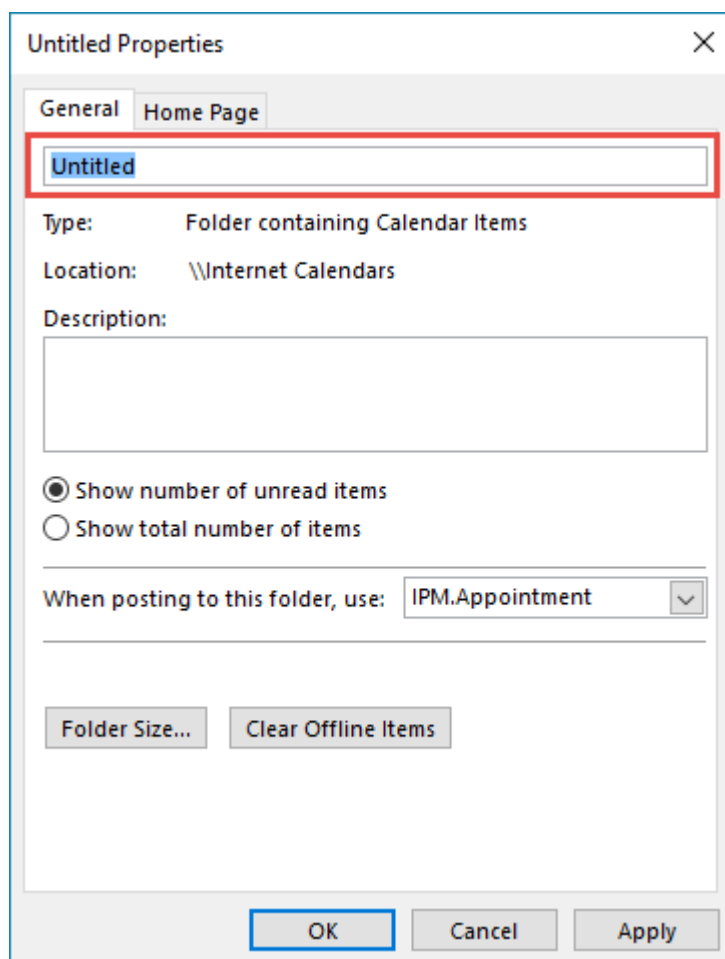 Untitled Properties
General
Home Page
Untitled
Type: Folder containing Calendar Items
Location: \\Internet Calendars
Description:
Show number of unread items
Show total number of items
When posting to this folder, use: IPM.Appointment
Folder Size... Clear Offline Items
OK Cancel Apply